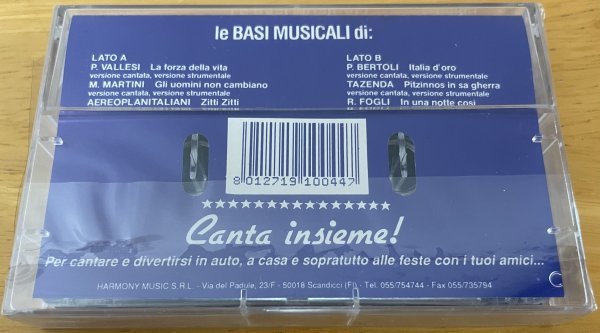 le BASI MUSICALI di:
LATO A
P. VALLESI La forza della vita
versione cantata, versione strumentale
M. MARTINI Gli uomini non cambiano
versione cantata, versione strumentale
AEREOPLANITALIANI Zitti Zitti
LATO B
P. BERTOLI Italia d'oro
versione cantata, versione strumentale
TAZENDA Pitzinnos in sa gherra
versione cantata, versione strumentale
R. FOGLI In una notte così
8 012719 100447
Canta insieme!
Per cantare e divertirsi in auto, a casa e sopratutto alle feste con i tuoi amici...
HARMONY MUSIC S.R.L. - Via del Padule, 23/F - 50018 Scandicci (FI) - Tel. 055/754744 - Fax 055/735794